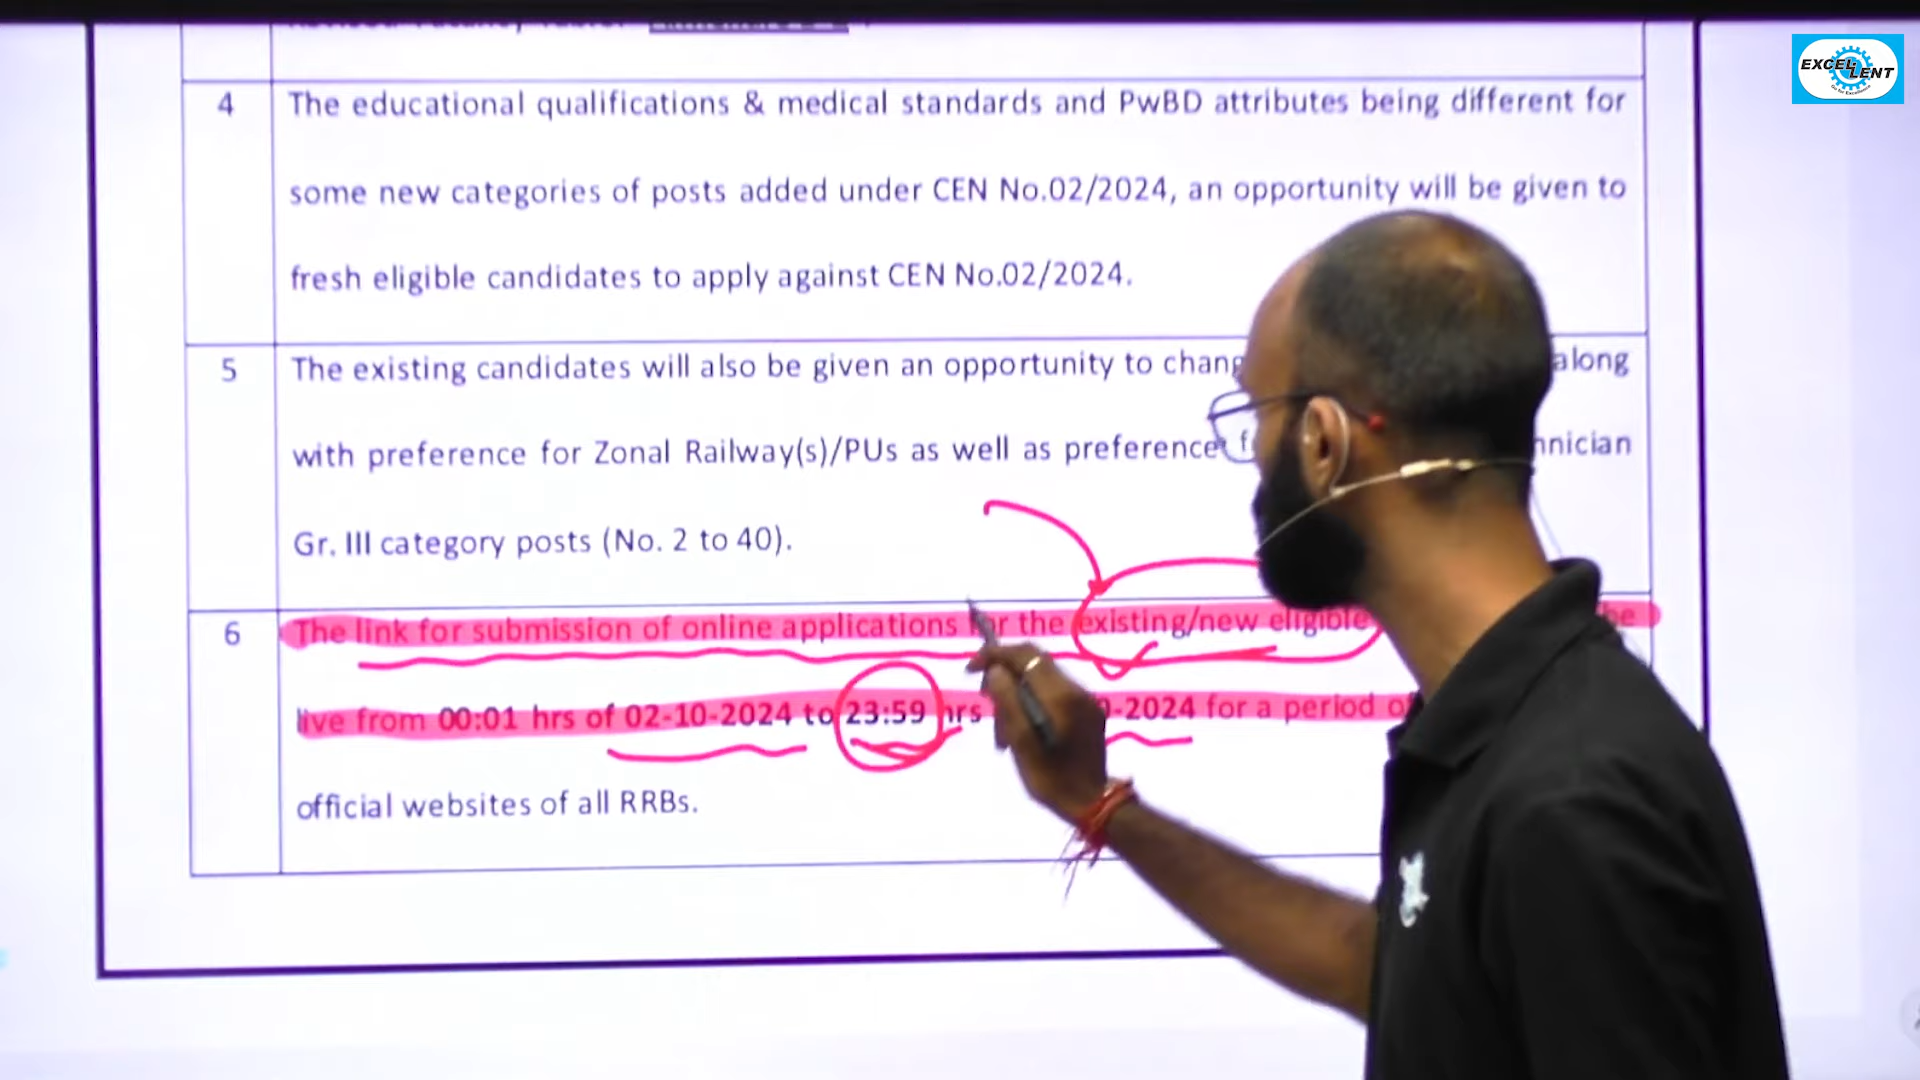 EXCELLENT
4 The educational qualifications & medical standards and PwBD attributes being different for
some new categories of posts added under CEN No.02/2024, an opportunity will be given to
fresh eligible candidates to apply against CEN No.02/2024.
5 The existing candidates will also be given an opportunity to along
with preference for Zonal Railway(s)/PUs as well as preference
Gr. III category posts (No. 2 to 40).
6 The link for submission of online applications for the existing/new eligible be
live from 00:01 hrs of 02-10-2024 to 23:59 hrs -2024 for a period
official websites of all RRBs.